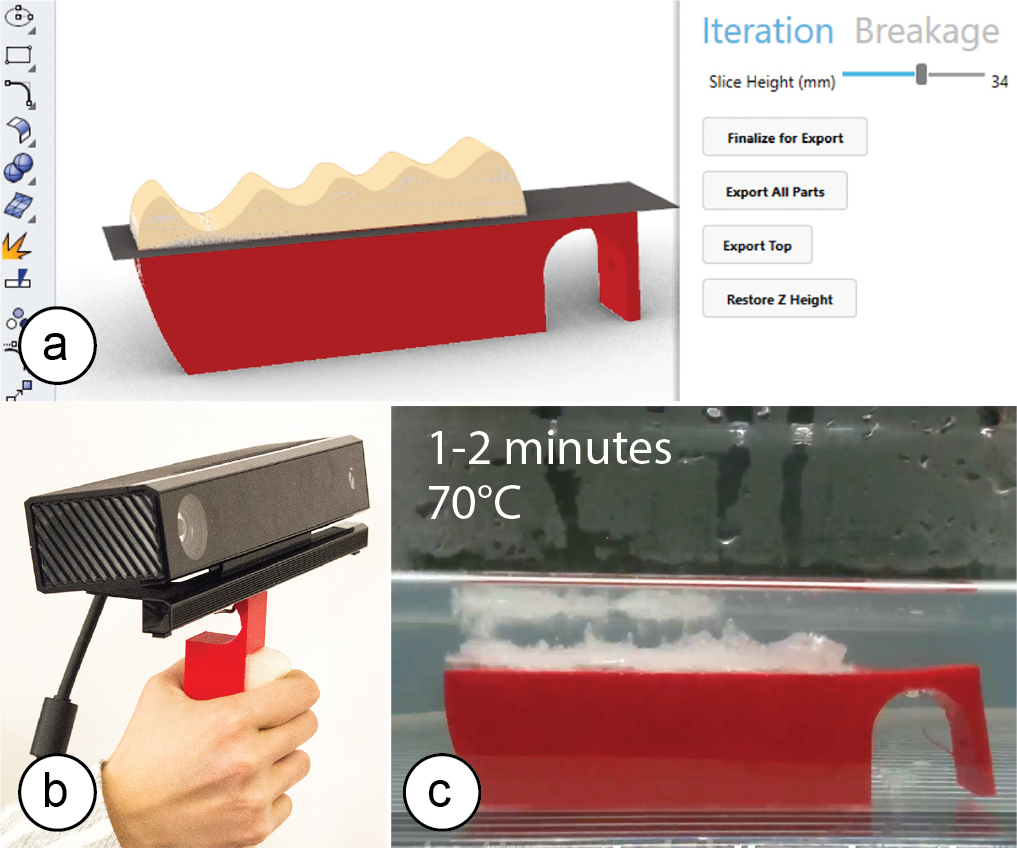 Iteration Breakage
Slice Height (mm) 34
Finalize for Export
Export All Parts
Export Top
Restore Z Height
a
1-2 minutes
70°C
b
c